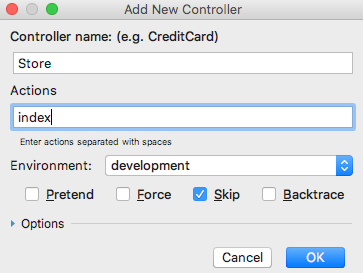 Add New Controller
Controller name: (e.g. CreditCard)
Store
Actions
index
Enter actions separated with spaces
Environment: development
Pretend Force Skip Backtrace
Options
Cancel OK